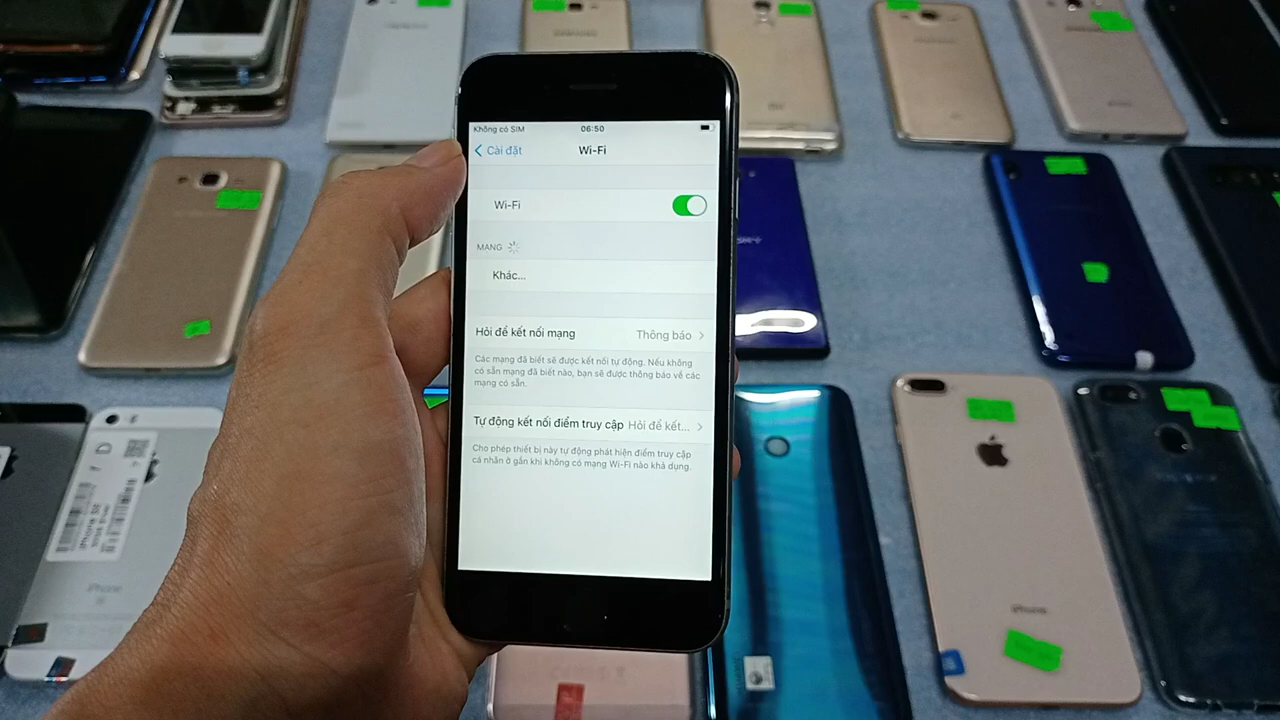 Không có SIM
06:50
Cài đặt
Wi-Fi
Wi-Fi
MẠNG
Khác...
Hỏi để kết nối mạng
Thông báo
Các mạng đã biết sẽ được kết nối tự động. Nếu không
có sẵn mạng đã biết nào, bạn sẽ được thông báo về các
mạng có sẵn.
Tự động kết nối điểm truy cập
Hỏi để kết...
Cho phép thiết bị này tự động phát hiện điểm truy cập
cá nhân ở gần khi không có mạng Wi-Fi nào khả dụng.
iPhone
iPhone